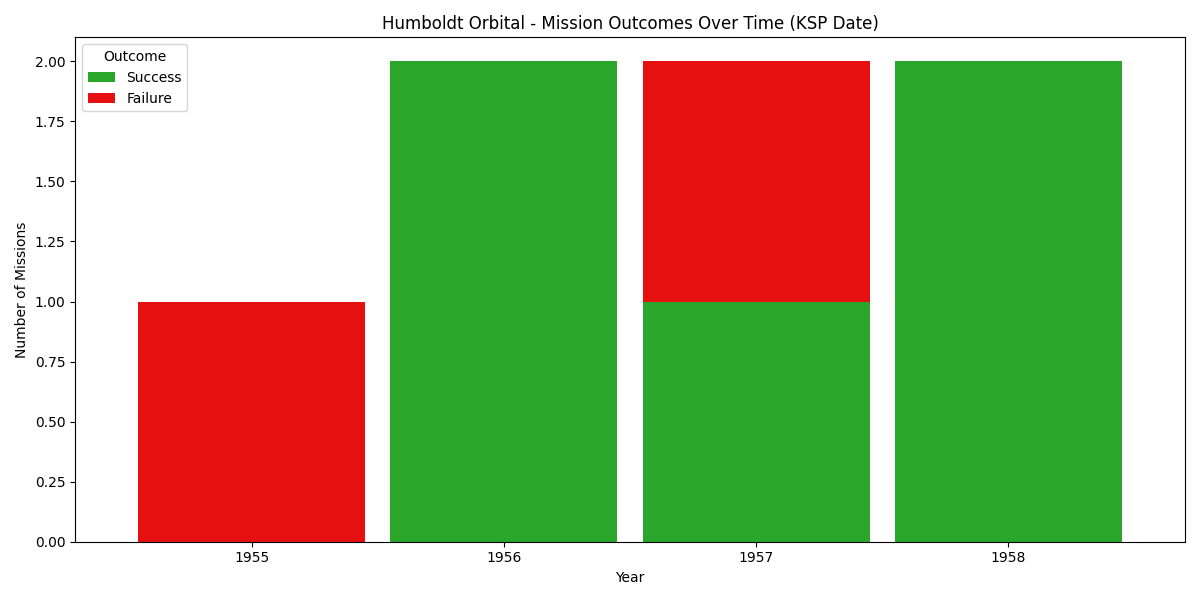 Humboldt Orbital - Mission Outcomes Over Time (KSP Date)
Outcome
Success
Failure
2.00
1.75
1.50
1.25
1.00
0.75
0.50
0.25
0.00
Number of Missions
1955 1956 1957 1958
Year